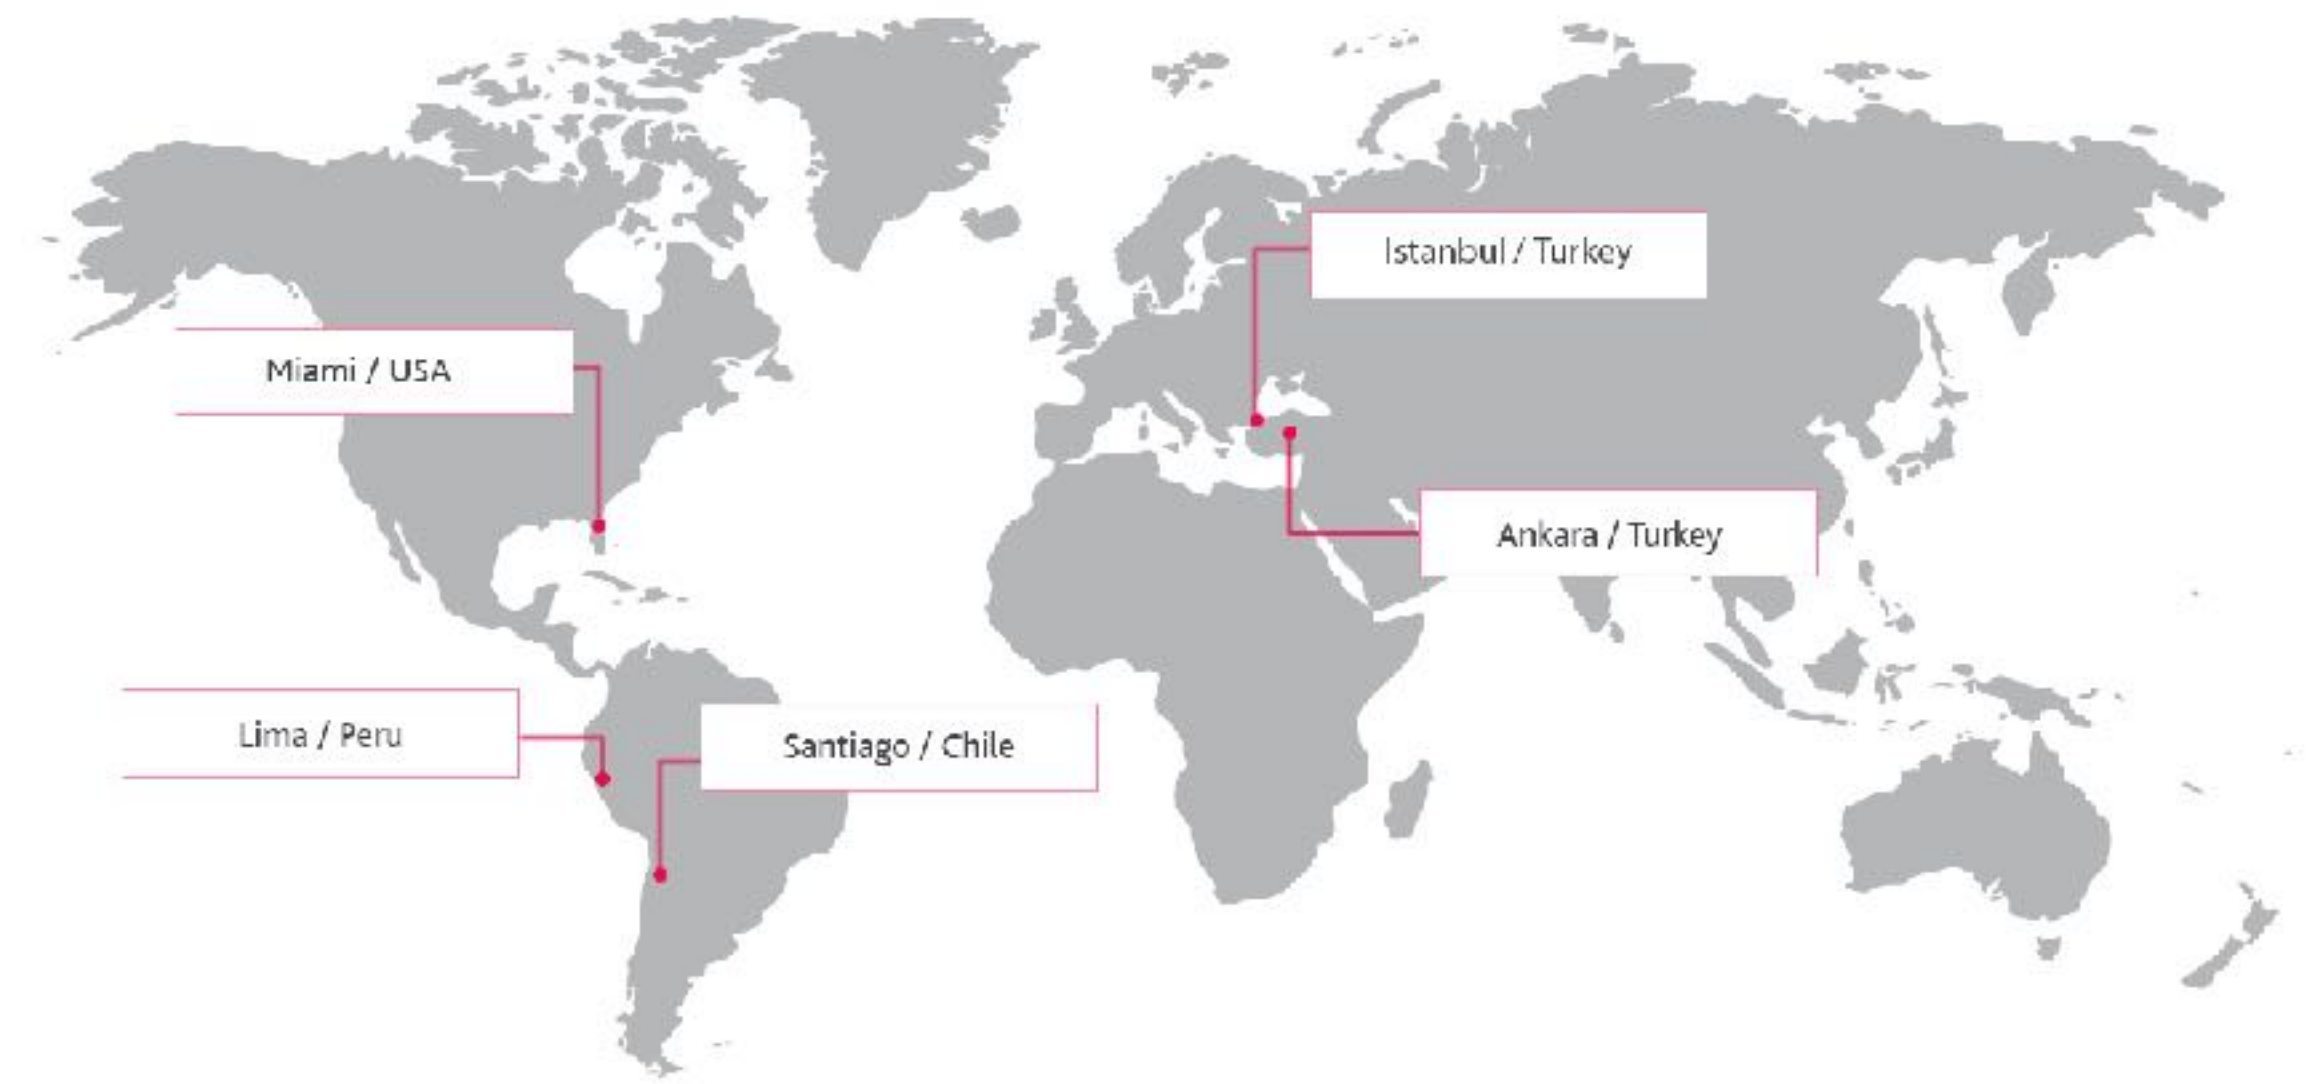 Istanbul / Turkey
Miami / USA
Ankara / Turkey
Lima / Peru
Santiago / Chile